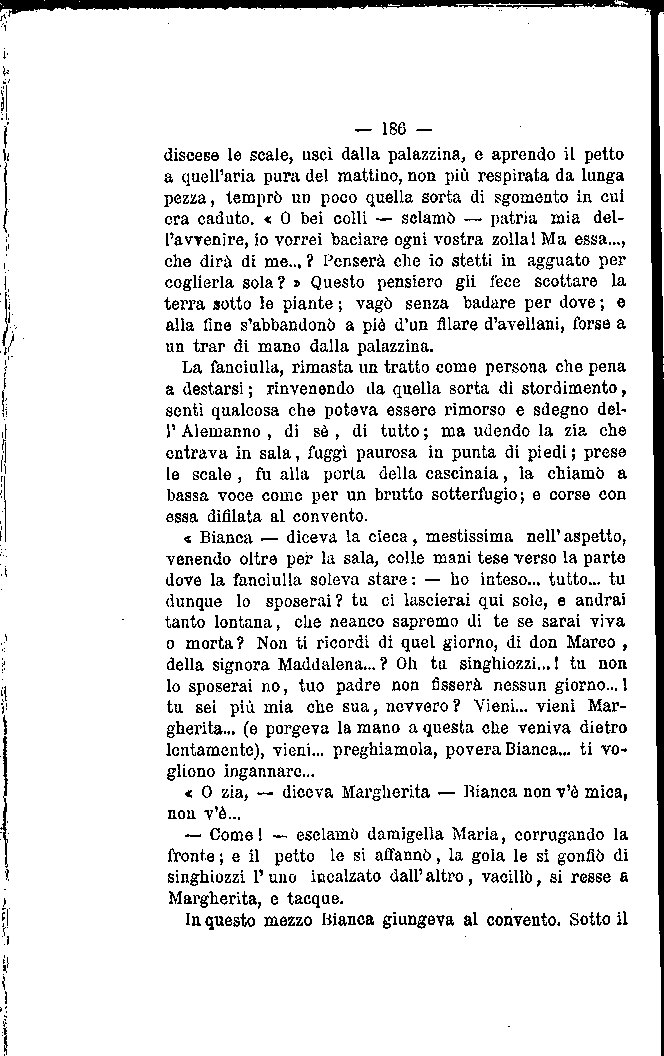 — 186 —
discese le scale, uscì dalla palazzina, e aprendo il petto
a quell'aria pura del mattino, non più respirata da lunga
pezza, temprò un poco quella sorta di sgomento in cui
era caduto. « O bei colli — sclamò — patria mia del-
l'avvenire, io vorrei baciare ogni vostra zolla! Ma essa...,
che dirà di me...? Penserà che io stetti in agguato per
coglierla sola? » Questo pensiero gli fece scottare la
terra sotto le piante; vagò senza badare per dove; e
alla fine s'abbandonò a piè d'un filare d'avellani, forse a
un trar di mano dalla palazzina.
La fanciulla, rimasta un tratto come persona che pena
a destarsi; rinvenendo da quella sorta di stordimento,
sentì qualcosa che poteva essere rimorso e sdegno del-
l'Alemanno, di sè, di tutto; ma udendo la zia che
entrava in sala, fuggì paurosa in punta di piedi; prese
le scale, fu alla porta della cascinaia, la chiamò a
bassa voce come per un brutto sotterfugio; e corse con
essa difilata al convento.
« Bianca — diceva la cieca, mestissima nell'aspetto,
venendo oltre per la sala, colle mani tese verso la parte
dove la fanciulla soleva stare: — ho inteso... tutto... tu
dunque lo sposerai? tu ci lascierai qui sole, e andrai
tanto lontana, che neanco sapremo di te se sarai viva
o morta? Non ti ricordi di quel giorno, di don Marco,
della signora Maddalena...? Oh tu singhiozzi...! tu non
lo sposerai no, tuo padre non fisserà nessun giorno...!
tu sei più mia che sua, nevvero? Vieni... vieni Mar-
gherita... (e porgeva la mano a questa che veniva dietro
lentamente), vieni... preghiamola, povera Bianca... ti vo-
gliono ingannare...
« O zia, — diceva Margherita — Bianca non v'è mica,
non v'è...
— Come! — esclamò damigella Maria, corrugando la
fronte; e il petto le si affannò, la gola le si gonfiò di
singhiozzi l'uno incalzato dall'altro, vacillò, si resse a
Margherita, e tacque.
In questo mezzo Bianca giungeva al convento. Sotto il